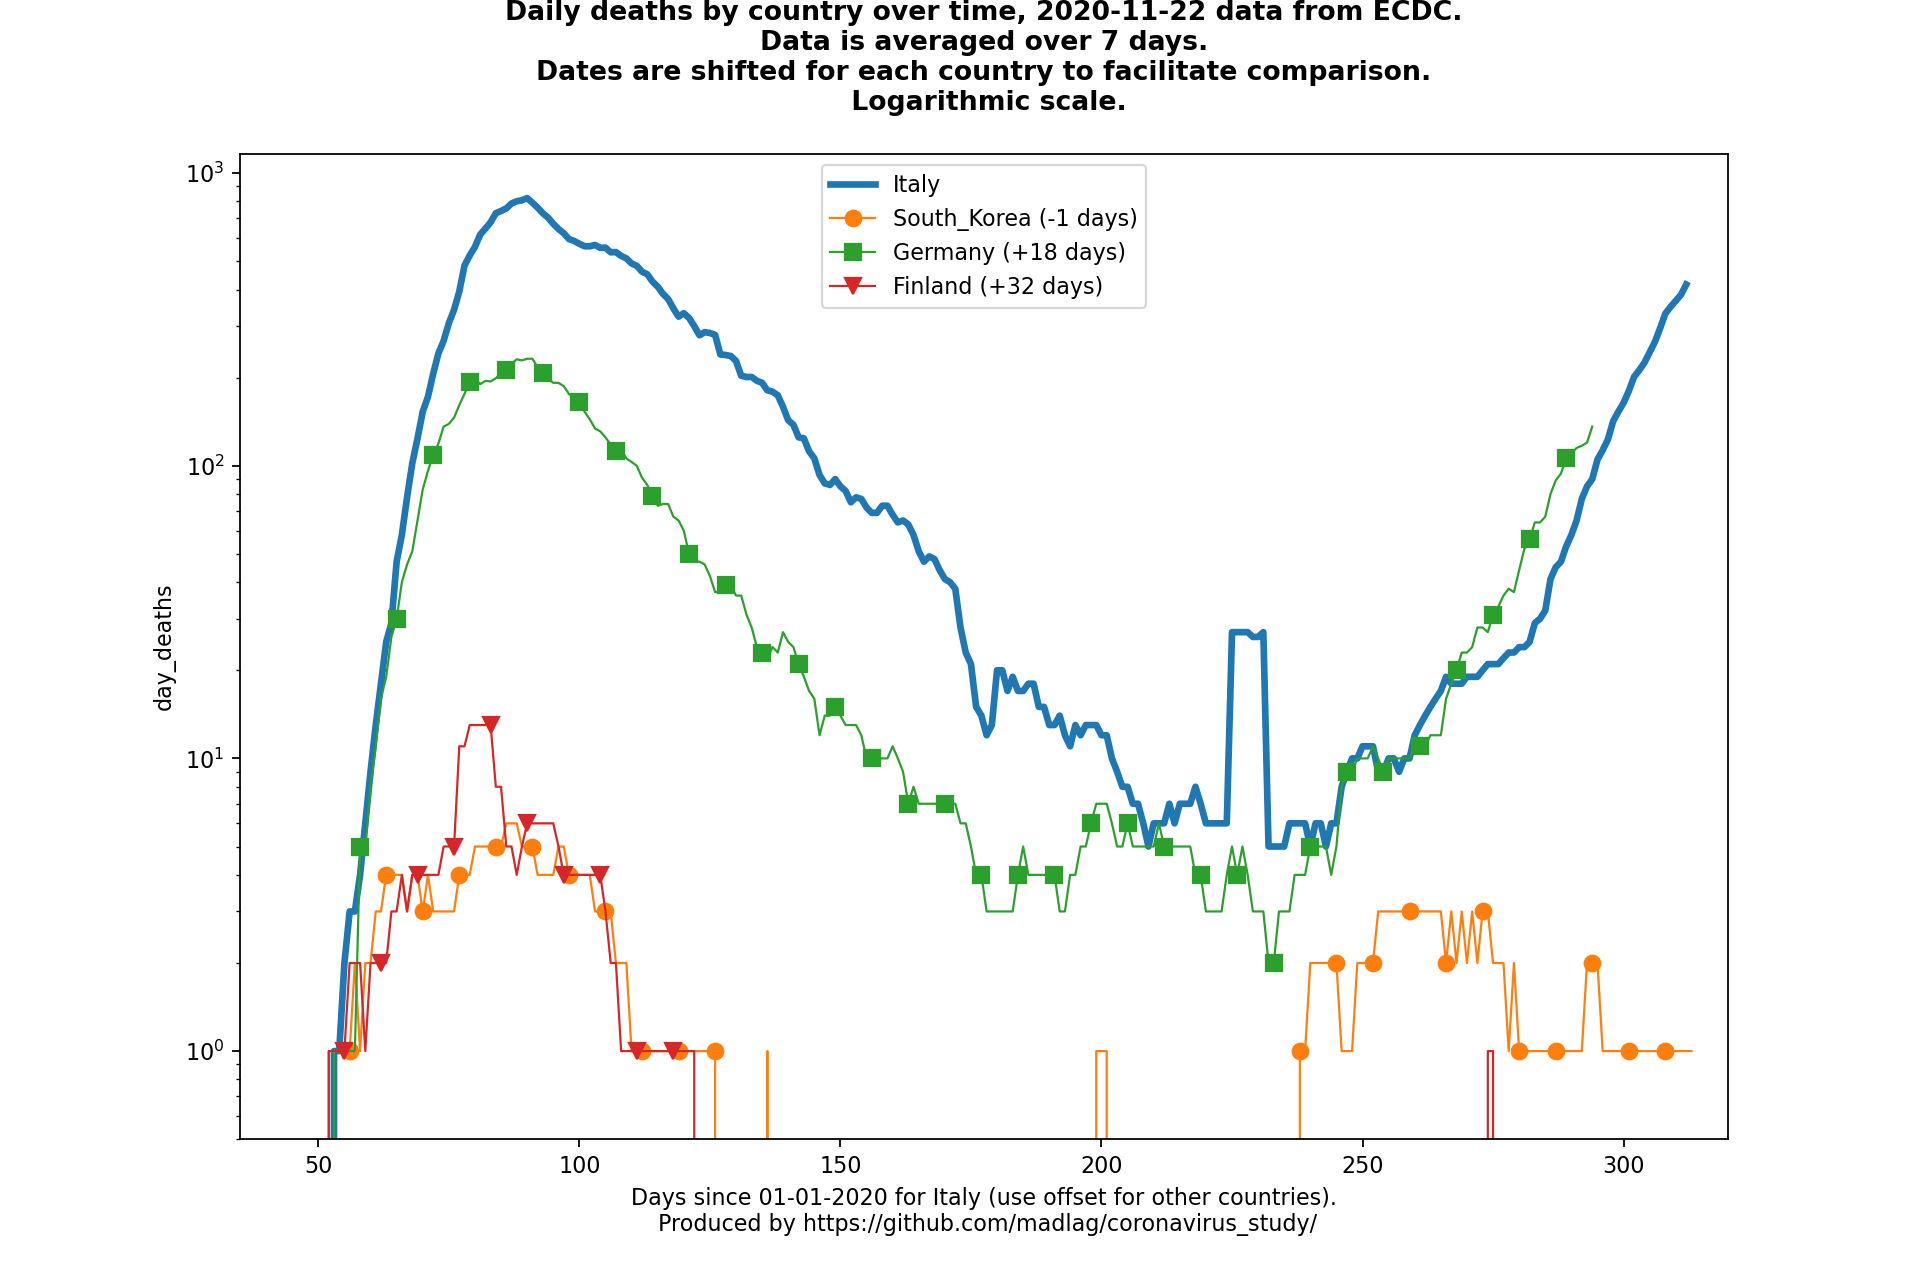 Daily deaths by country over time, 2020-11-22 data from ECDC.
Data is averaged over 7 days.
Dates are shifted for each country to facilitate comparison.
Logarithmic scale.
10³
Italy
South_Korea (-1 days)
Germany (+18 days)
Finland (+32 days)
10²
day_deaths
10¹
10⁰
50 100 150 200 250 300
Days since 01-01-2020 for Italy (use offset for other countries).
Produced by https://github.com/madlag/coronavirus_study/